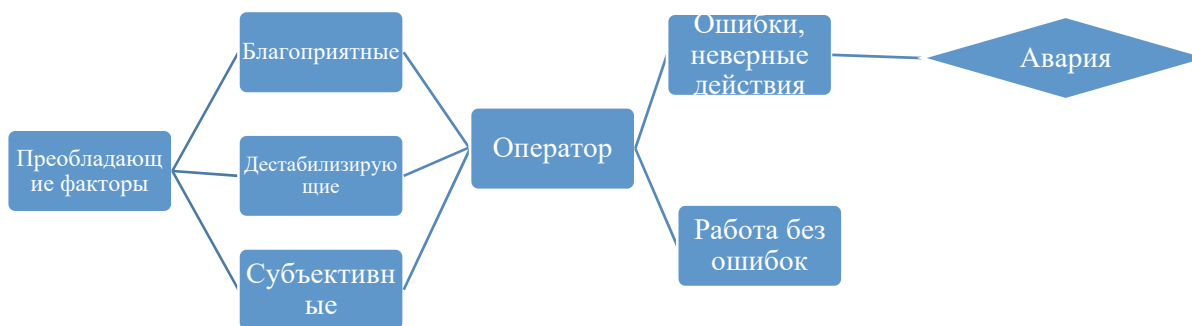 Преобладающ
ие факторы
Благоприятные
Дестабилизирую
щие
Субъективн
ые
Оператор
Ошибки,
неверные
действия
Работа без
ошибок
Авария